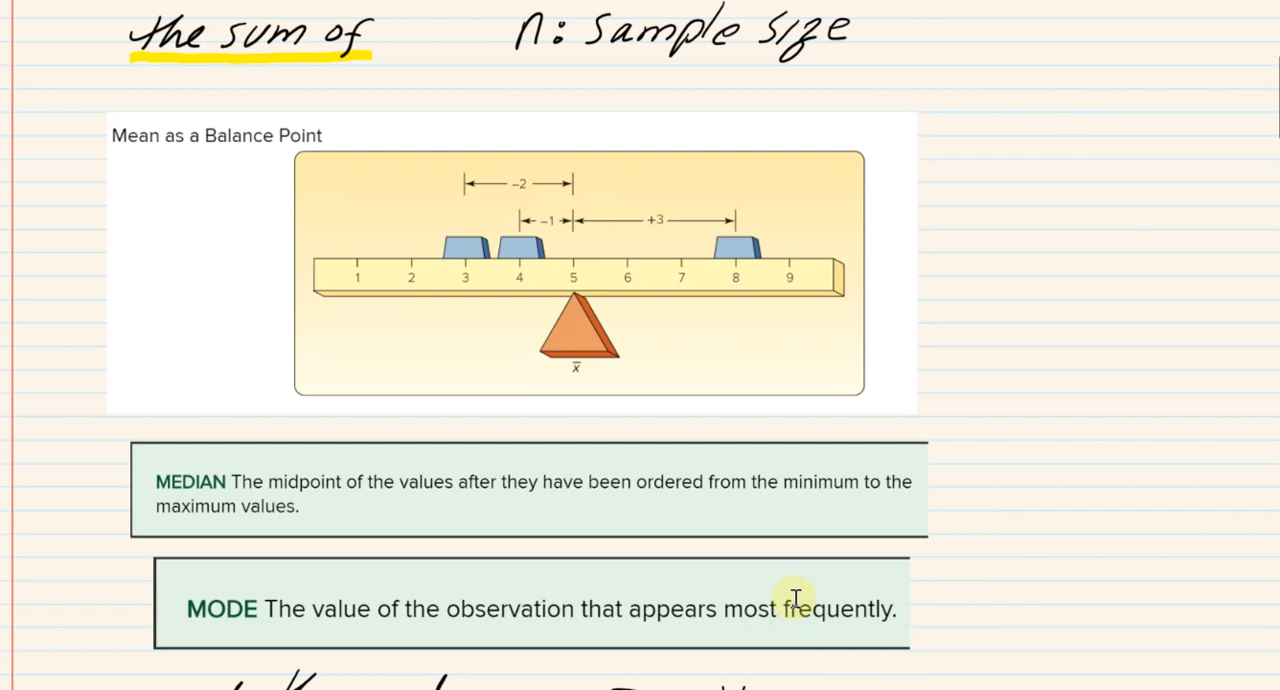 the sum of n: Sample size
Mean as a Balance Point
-2
-1 +3
1 2 3 4 5 6 7 8 9
x̄
MEDIAN The midpoint of the values after they have been ordered from the minimum to the
maximum values.
MODE The value of the observation that appears most frequently.